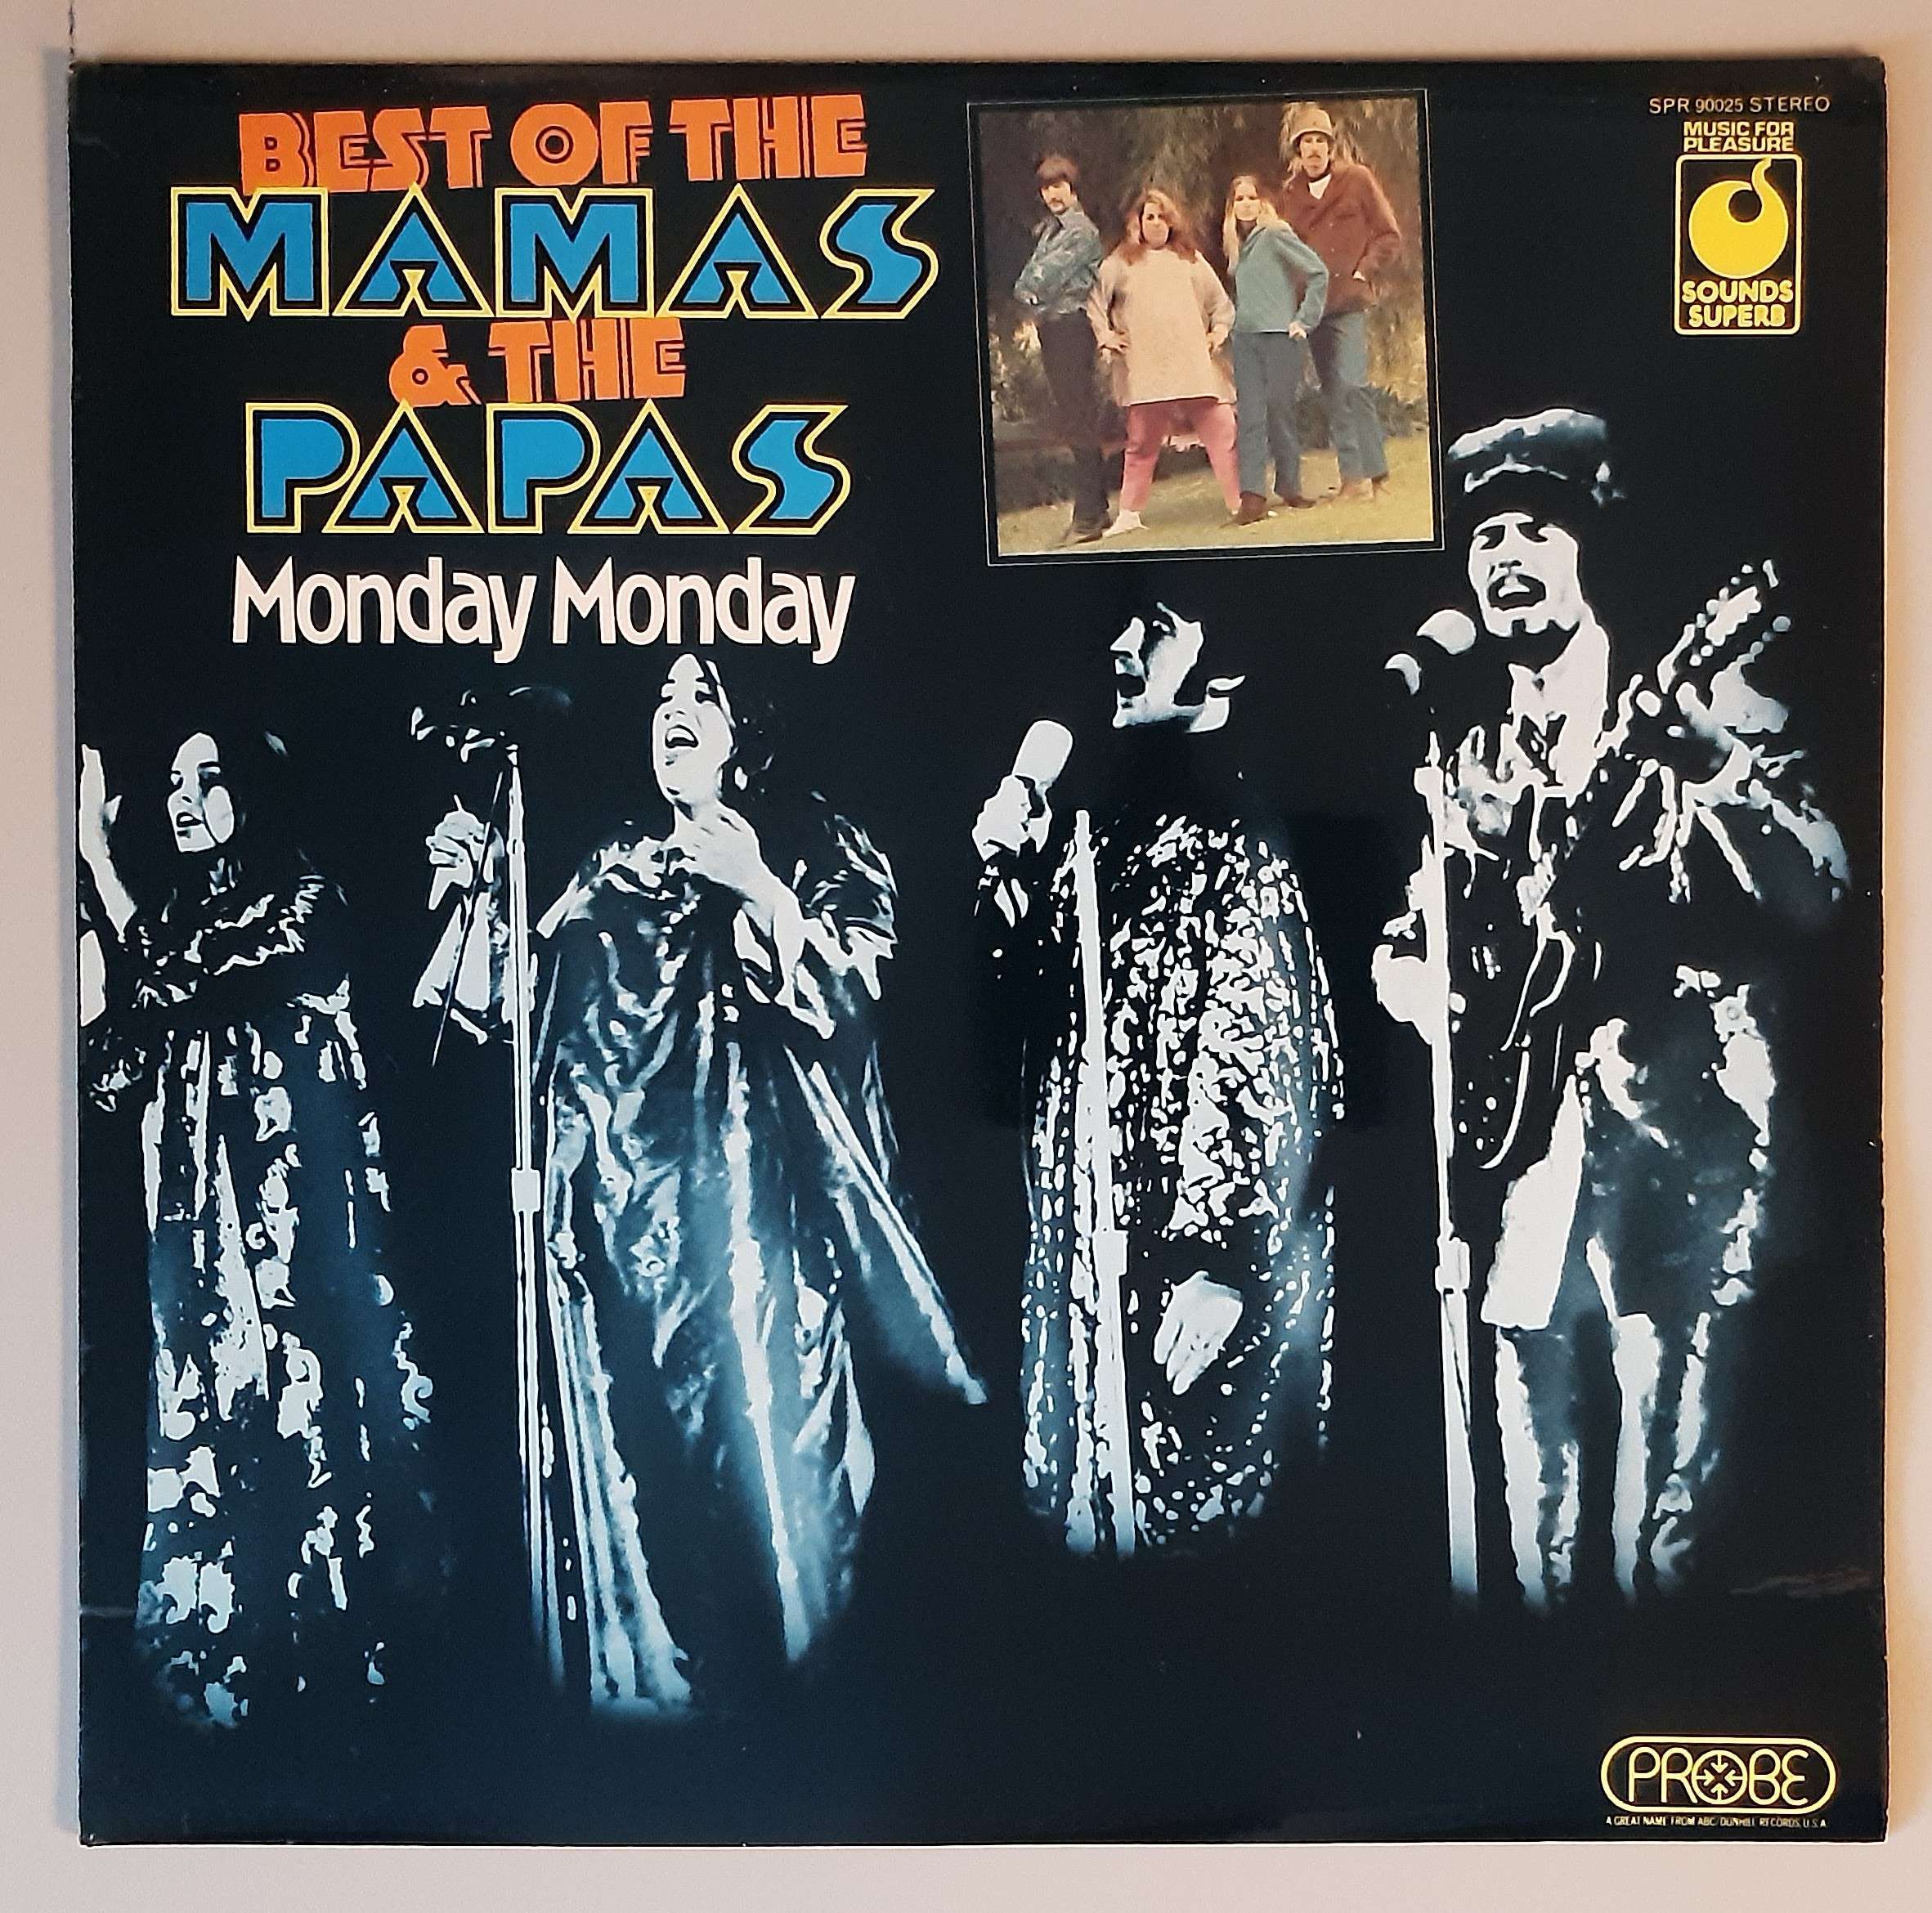 BEST OF THE
MAMAS
& THE
PAPAS
Monday Monday
SPR 90025 STEREO
MUSIC FOR
PLEASURE
SOUNDS
SUPERB
PROBE
A GREAT NAME FROM ABC/DUNHILL RECORDS, U.S.A.